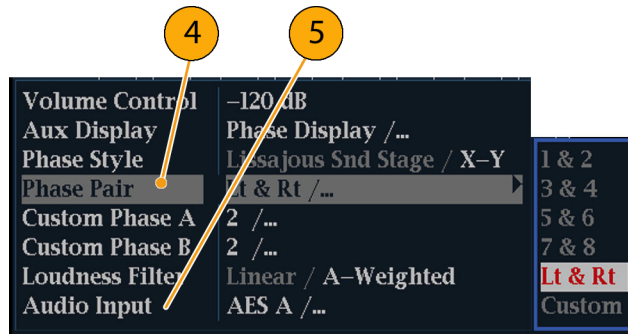 4 5
Volume Control –120 dB
Aux Display Phase Display /...
Phase Style Lissajous Snd Stage / X–Y
Phase Pair Lt & Rt /...
Custom Phase A 2 /...
Custom Phase B 2 /...
Loudness Filter Linear / A–Weighted
Audio Input AES A /...
1 & 2
3 & 4
5 & 6
7 & 8
Lt & Rt
Custom